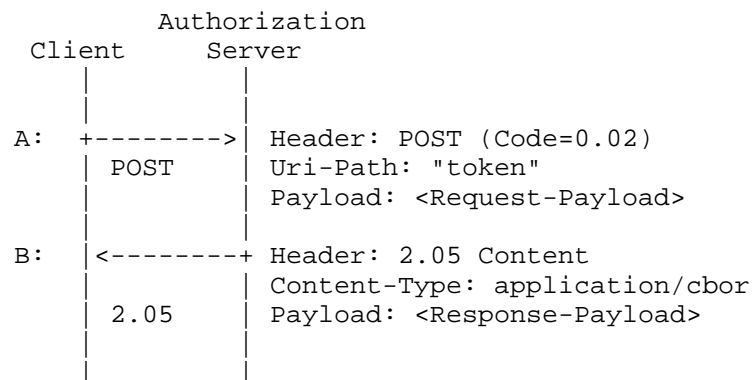 Authorization
Client Server
A: +-------->| Header: POST (Code=0.02)
| POST | Uri-Path: "token"
| | Payload: <Request-Payload>
B: |<--------+ Header: 2.05 Content
| | Content-Type: application/cbor
| 2.05 | Payload: <Response-Payload>